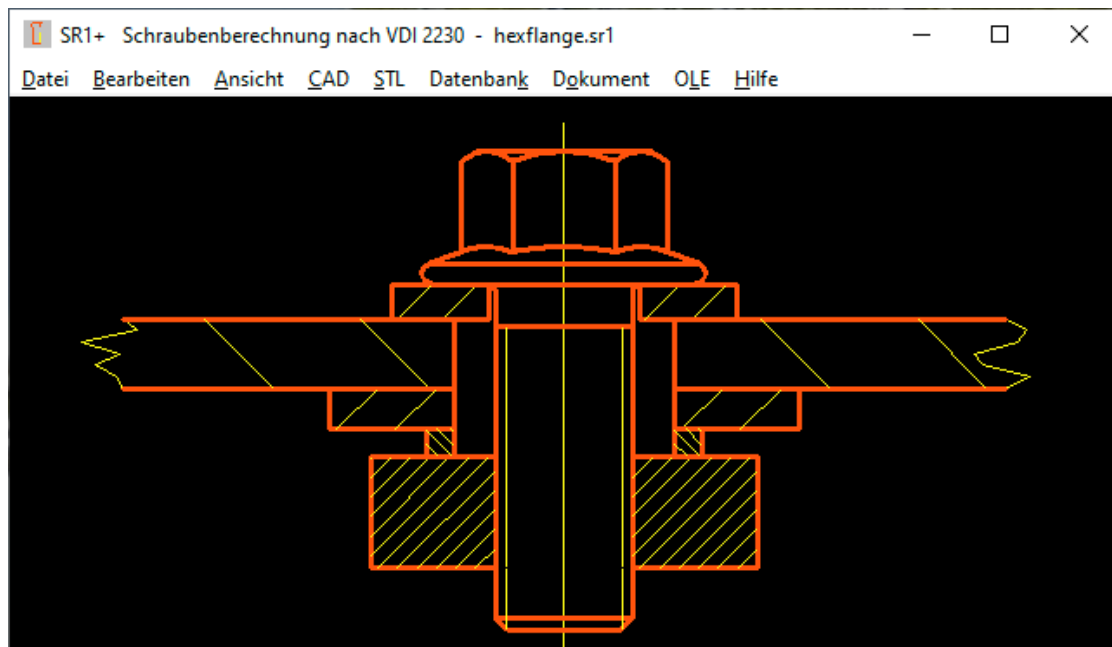 SR1+ Schraubenberechnung nach VDI 2230 - hexflange.sr1
Datei Bearbeiten Ansicht CAD STL Datenbank Dokument OLE Hilfe